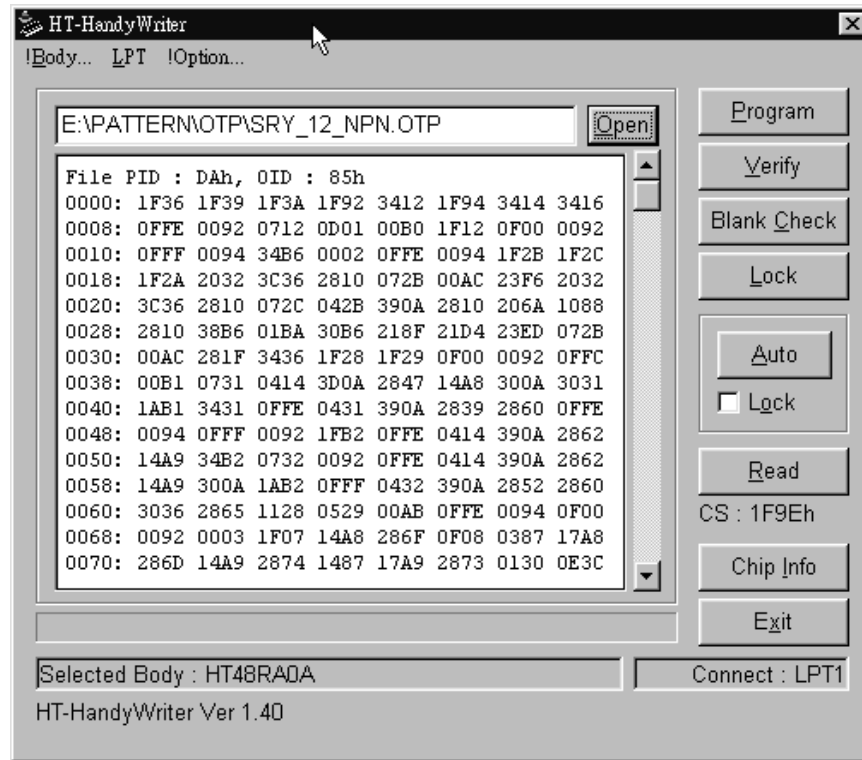 HT-HandyWriter
!Body... LPT !Option...
E:\PATTERN\OTP\SRY_12_NPN.OTP
Open
File PID : DAh, OID : 85h
0000: 1F36 1F39 1F3A 1F92 3412 1F94 3414 3416
0008: 0FFE 0092 0712 0D01 00B0 1F12 0F00 0092
0010: 0FFF 0094 34B6 0002 0FFE 0094 1F2B 1F2C
0018: 1F2A 2032 3C36 2810 072B 00AC 23F6 2032
0020: 3C36 2810 072C 042B 390A 2810 206A 1088
0028: 2810 38B6 01BA 30B6 218F 21D4 23ED 072B
0030: 00AC 281F 3436 1F28 1F29 0F00 0092 0FFC
0038: 00B1 0731 0414 3D0A 2847 14A8 300A 3031
0040: 1AB1 3431 0FFE 0431 390A 2839 2860 0FFE
0048: 0094 0FFF 0092 1FB2 0FFE 0414 390A 2862
0050: 14A9 34B2 0732 0092 0FFE 0414 390A 2862
0058: 14A9 300A 1AB2 0FFF 0432 390A 2852 2860
0060: 3036 2865 1128 0529 00AB 0FFE 0094 0F00
0068: 0092 0003 1F07 14A8 286F 0F08 0387 17A8
0070: 286D 14A9 2874 1487 17A9 2873 0130 0E3C
Program
Verify
Blank Check
Lock
Auto
Lock
Read
CS : 1F9Eh
Chip Info
Exit
Selected Body : HT48RA0A
Connect : LPT1
HT-HandyWriter Ver 1.40